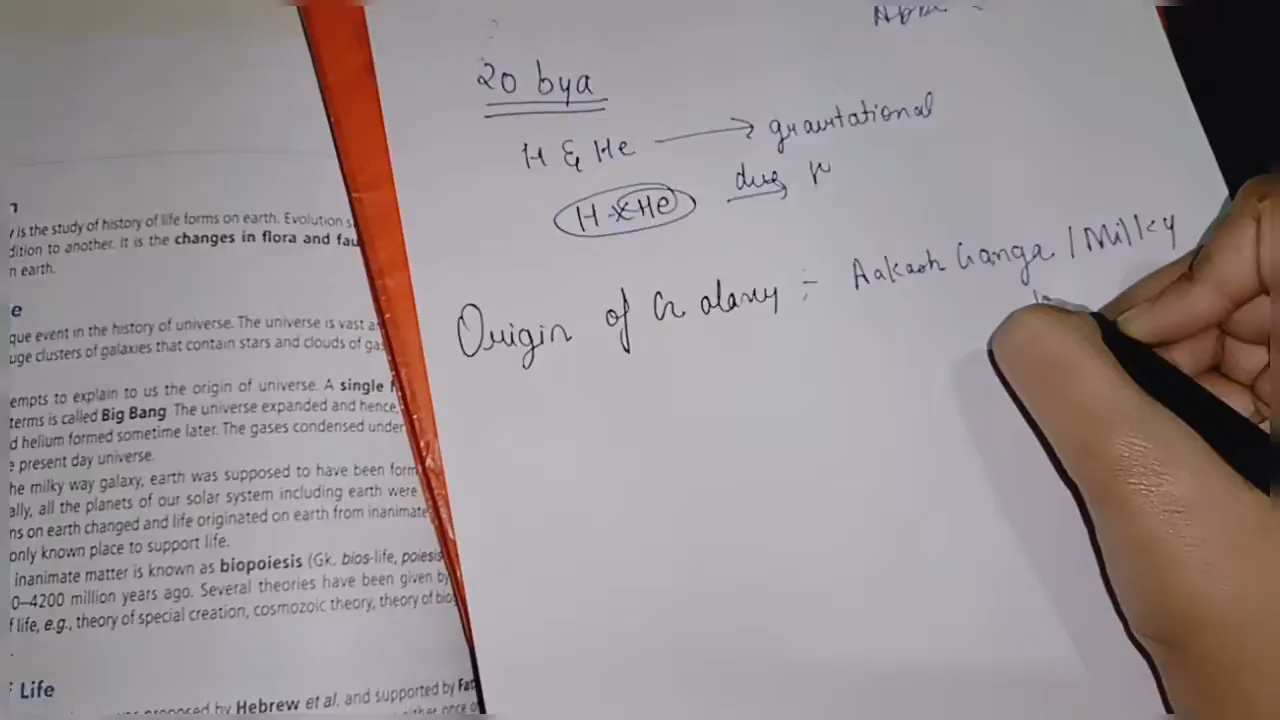 is the study of history of life forms on earth. Evolution
dition to another. It is the changes in flora and fau
n earth.
e
que event in the history of universe. The universe is vast
uge clusters of galaxies that contain stars and clouds of gas
empts to explain to us the origin of universe. A single
terms is called Big Bang. The universe expanded and hence,
d helium formed sometime later. The gases condensed under
e present day universe.
he milky way galaxy, earth was supposed to have been form
ally, all the planets of our solar system including earth were
ns on earth changed and life originated on earth from inanimate
only known place to support life.
inanimate matter is known as biopoiesis (Gk. bios-life, poiesis
0–4200 million years ago. Several theories have been given by
f life, e.g., theory of special creation, cosmozoic theory, theory of bio
Life
proposed by Hebrew et al, and supported by Fat
20 bya
H & He → gravitational
H He due
Origin of Galaxy :- Aakash Ganga / Milky